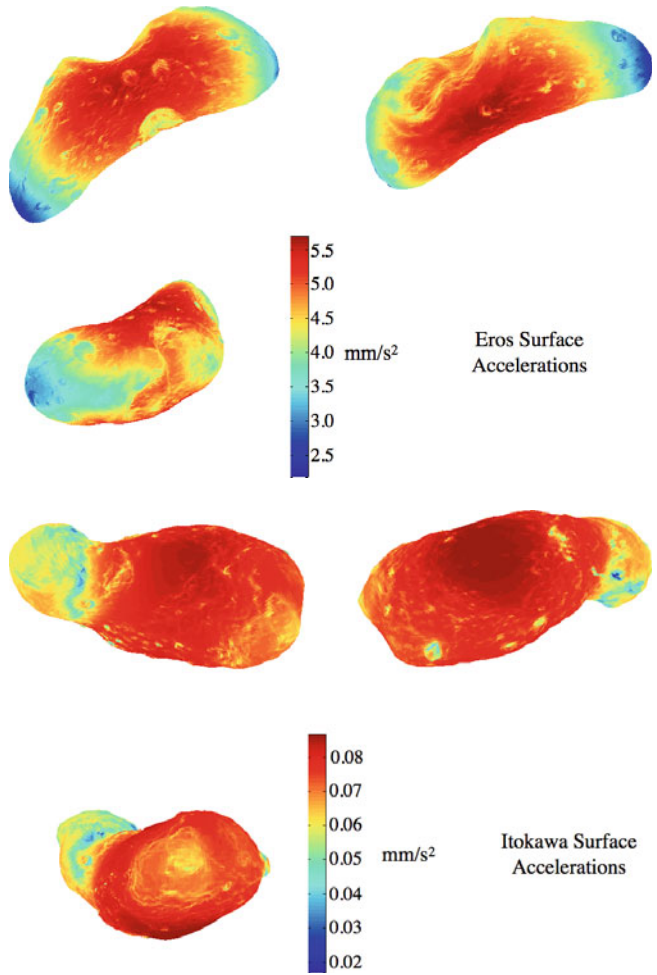 5.5
5.0
4.5
4.0
3.5
3.0
2.5
mm/s²
Eros Surface
Accelerations
0.08
0.07
0.06
0.05
0.04
0.03
0.02
mm/s²
Itokawa Surface
Accelerations